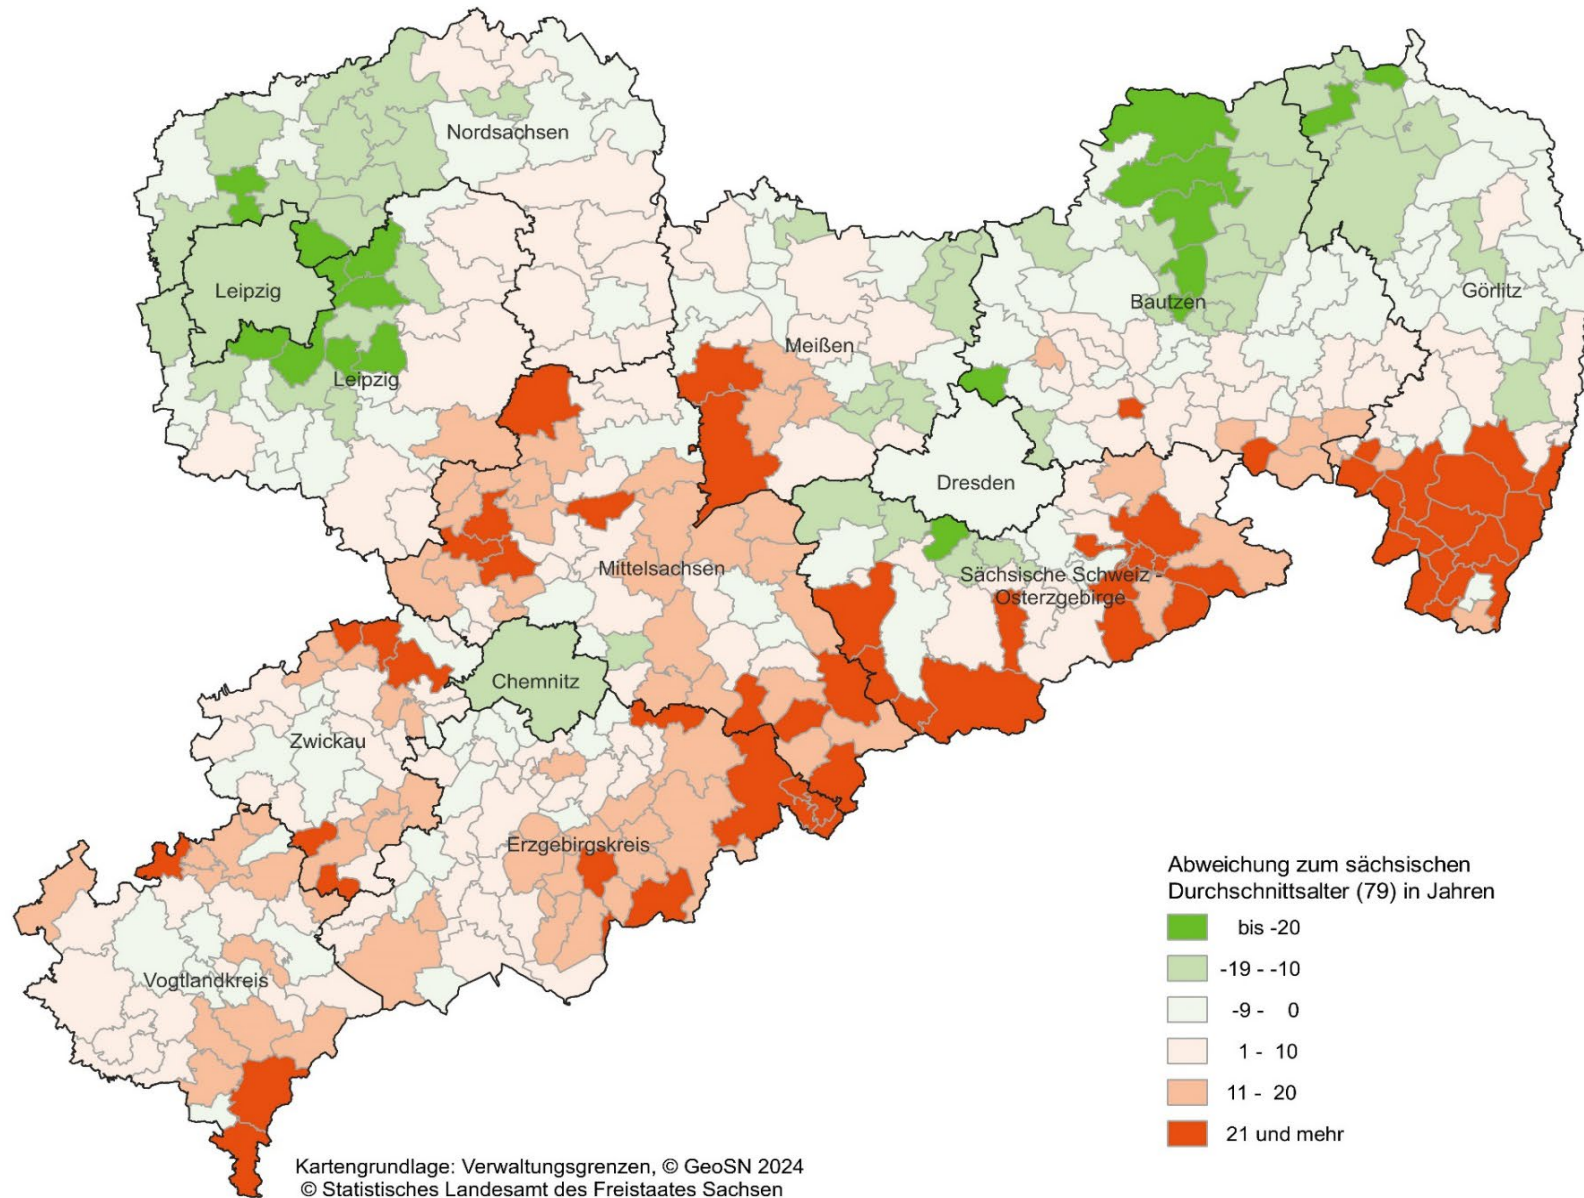 Nordsachsen
Leipzig
Leipzig
Meißen
Bautzen
Görlitz
Dresden
Mittelsachsen
Sächsische Schweiz -
Osterzgebirge
Chemnitz
Zwickau
Erzgebirgskreis
Vogtlandkreis
Abweichung zum sächsischen
Durchschnittsalter (79) in Jahren
bis -20
-19 - -10
-9 - 0
1 - 10
11 - 20
21 und mehr
Kartengrundlage: Verwaltungsgrenzen, © GeoSN 2024
© Statistisches Landesamt des Freistaates Sachsen